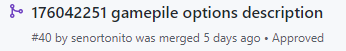 176042251 gamepile options description
#40 by senortonito was merged 5 days ago • Approved